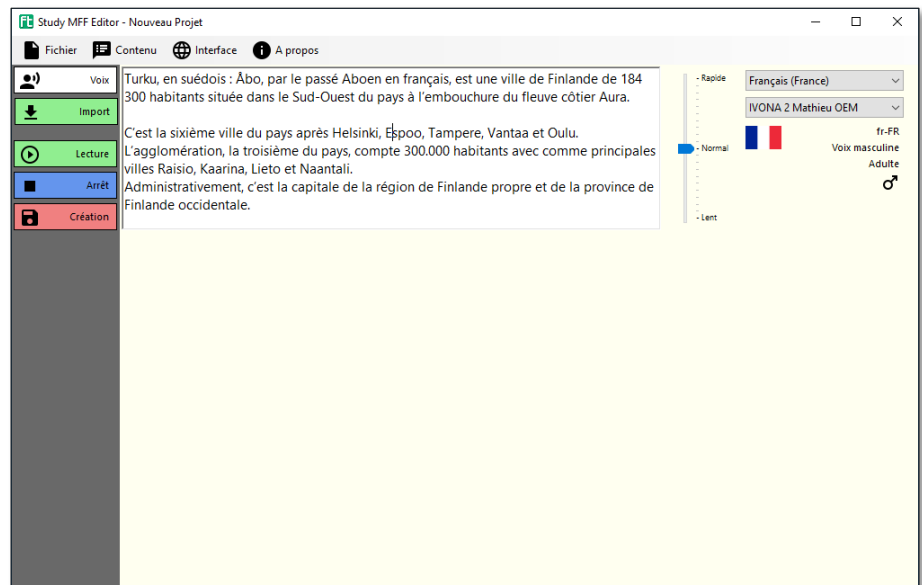 Study MFF Editor - Nouveau Projet
Fichier Contenu Interface A propos
Voix
Import
Lecture
Arrêt
Création
Turku, en suédois : Åbo, par le passé Aboen en français, est une ville de Finlande de 184
300 habitants située dans le Sud-Ouest du pays à l'embouchure du fleuve côtier Aura.
C'est la sixième ville du pays après Helsinki, Espoo, Tampere, Vantaa et Oulu.
L'agglomération, la troisième du pays, compte 300.000 habitants avec comme principales
villes Raisio, Kaarina, Lieto et Naantali.
Administrativement, c'est la capitale de la région de Finlande propre et de la province de
Finlande occidentale.
- Rapide
- Normal
- Lent
Français (France)
IVONA 2 Mathieu OEM
fr-FR
Voix masculine
Adulte